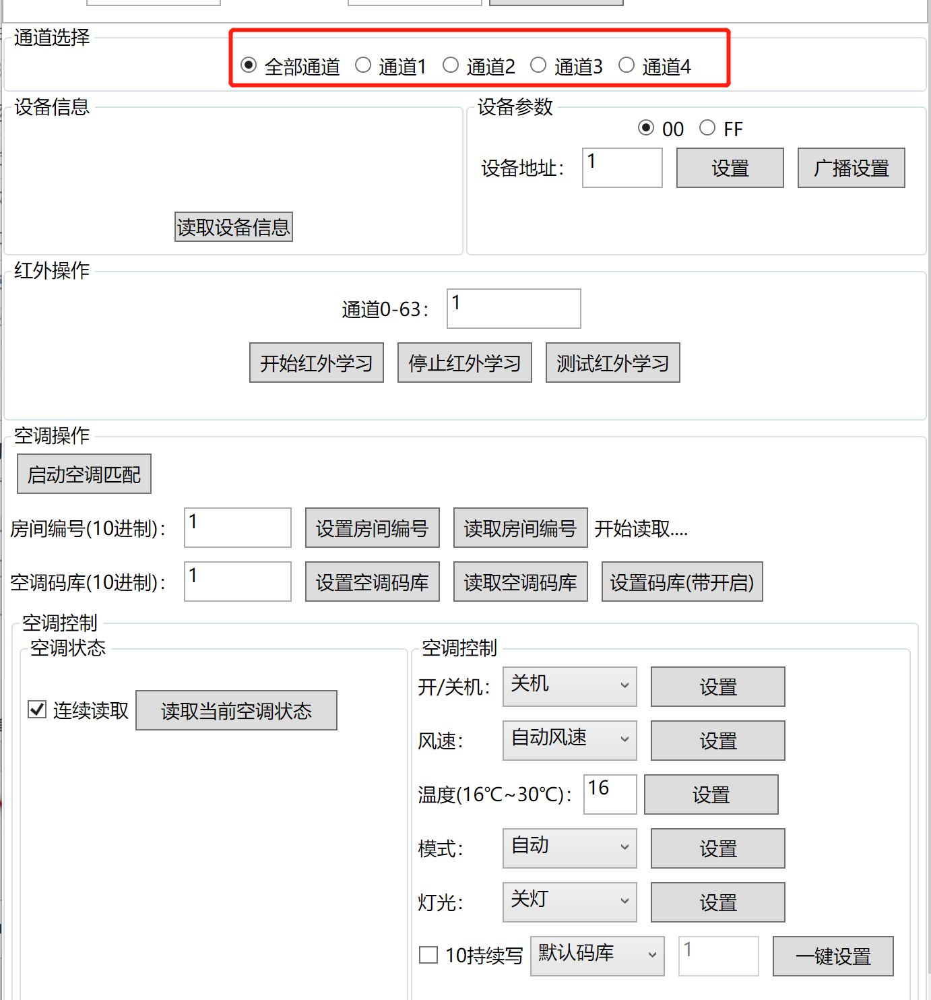 通道选择
全部通道 通道1 通道2 通道3 通道4
设备信息
读取设备信息
设备参数
00 FF
设备地址： 1 设置 广播设置
红外操作
通道0-63： 1
开始红外学习 停止红外学习 测试红外学习
空调操作
启动空调匹配
房间编号(10进制)： 1 设置房间编号 读取房间编号 开始读取....
空调码库(10进制)： 1 设置空调码库 读取空调码库 设置码库(带开启)
空调控制
空调状态
连续读取 读取当前空调状态
空调控制
开/关机： 关机 设置
风速： 自动风速 设置
温度(16℃~30℃)： 16 设置
模式： 自动 设置
灯光： 关灯 设置
10持续写 默认码库 1 一键设置